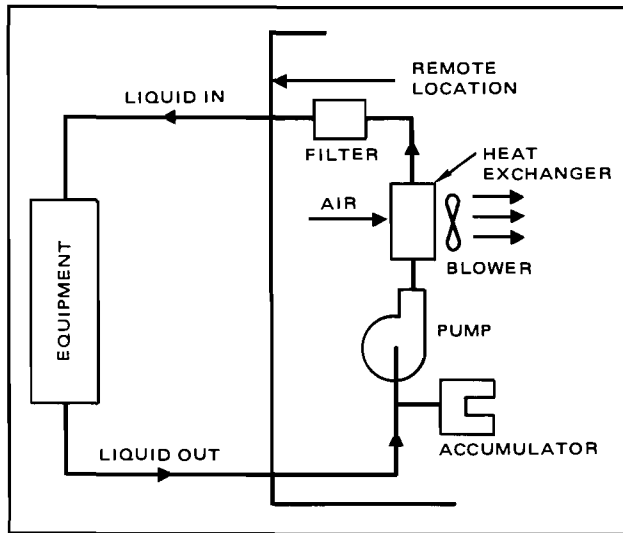 REMOTE
LOCATION
LIQUID IN
FILTER
HEAT
EXCHANGER
AIR
BLOWER
EQUIPMENT
PUMP
ACCUMULATOR
LIQUID OUT